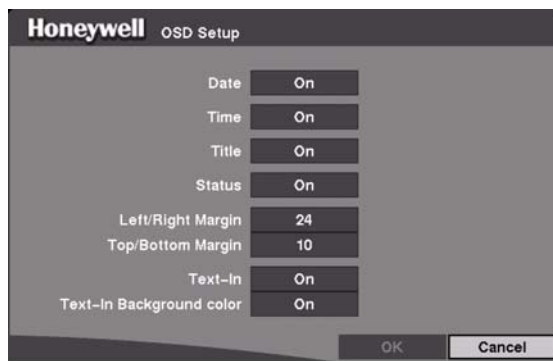 Honeywell OSD Setup
Date On
Time On
Title On
Status On
Left/Right Margin 24
Top/Bottom Margin 10
Text-In On
Text-In Background color On
OK Cancel